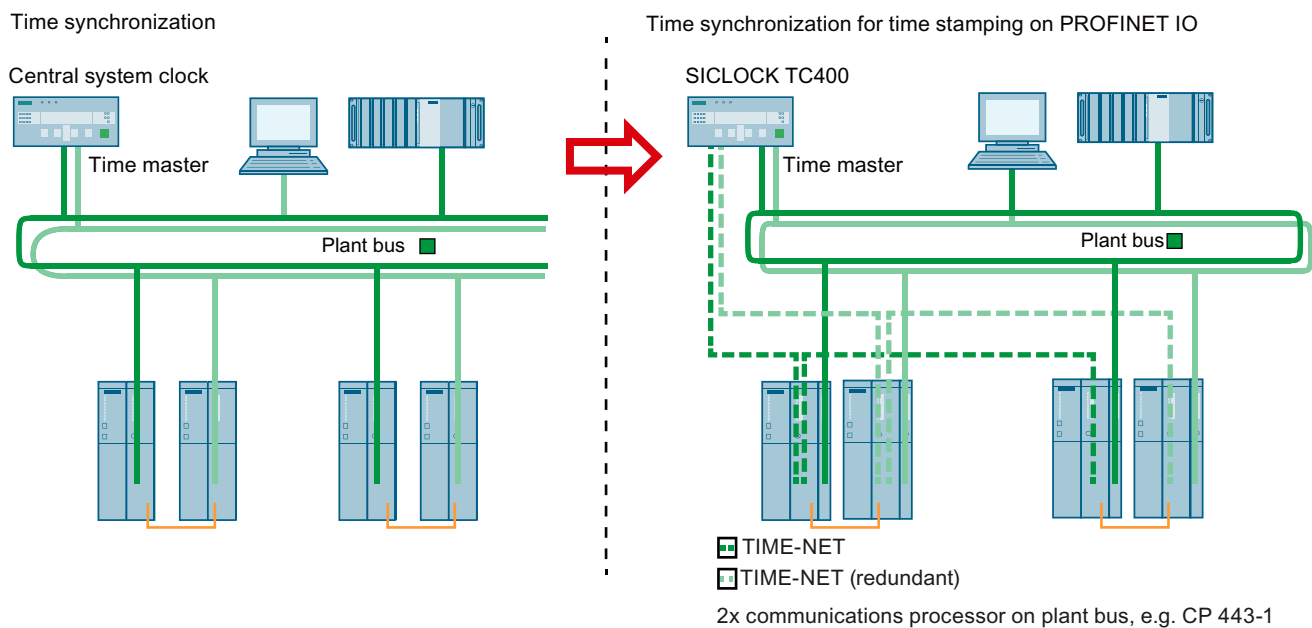 Time synchronization
Central system clock
Time master
Plant bus
Time synchronization for time stamping on PROFINET IO
SICLOCK TC400
Time master
Plant bus
TIME-NET
TIME-NET (redundant)
2x communications processor on plant bus, e.g. CP 443-1